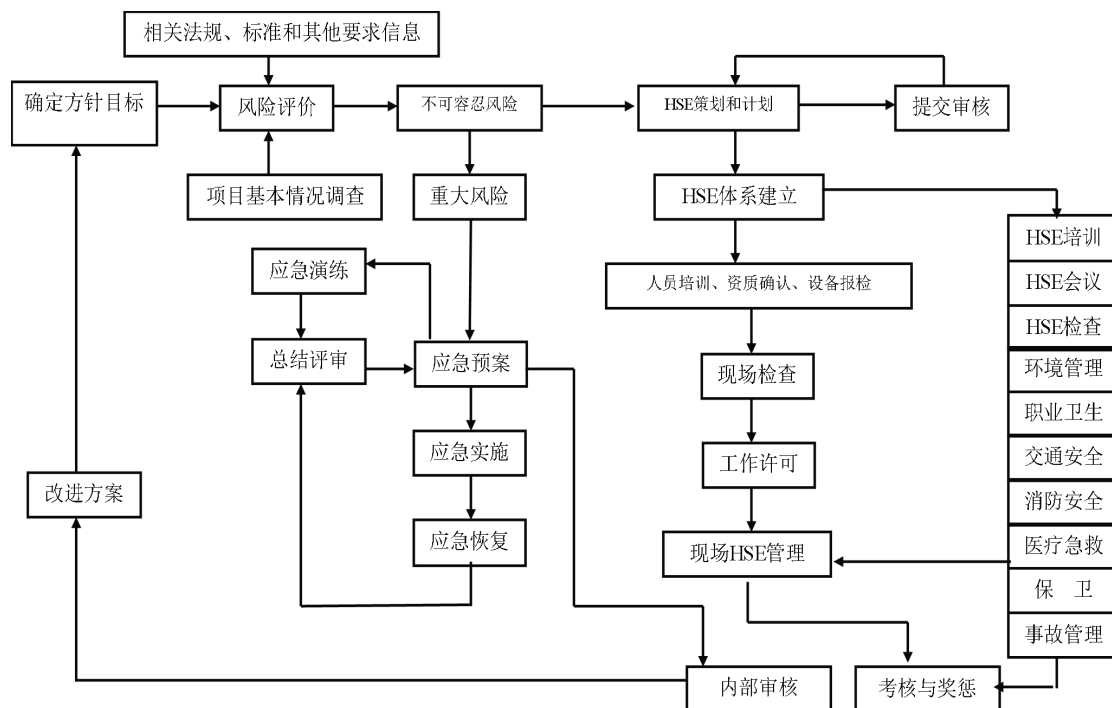 相关法规、标准和其他要求信息
确定方针目标
风险评价
不可容忍风险
HSE策划和计划
提交审核
项目基本情况调查
重大风险
HSE体系建立
HSE培训
应急演练
人员培训、资质确认、设备报检
HSE会议
HSE检查
总结评审
应急预案
现场检查
环境管理
职业卫生
应急实施
工作许可
交通安全
改进方案
消防安全
应急恢复
现场HSE管理
医疗急救
保 卫
事故管理
内部审核
考核与奖惩